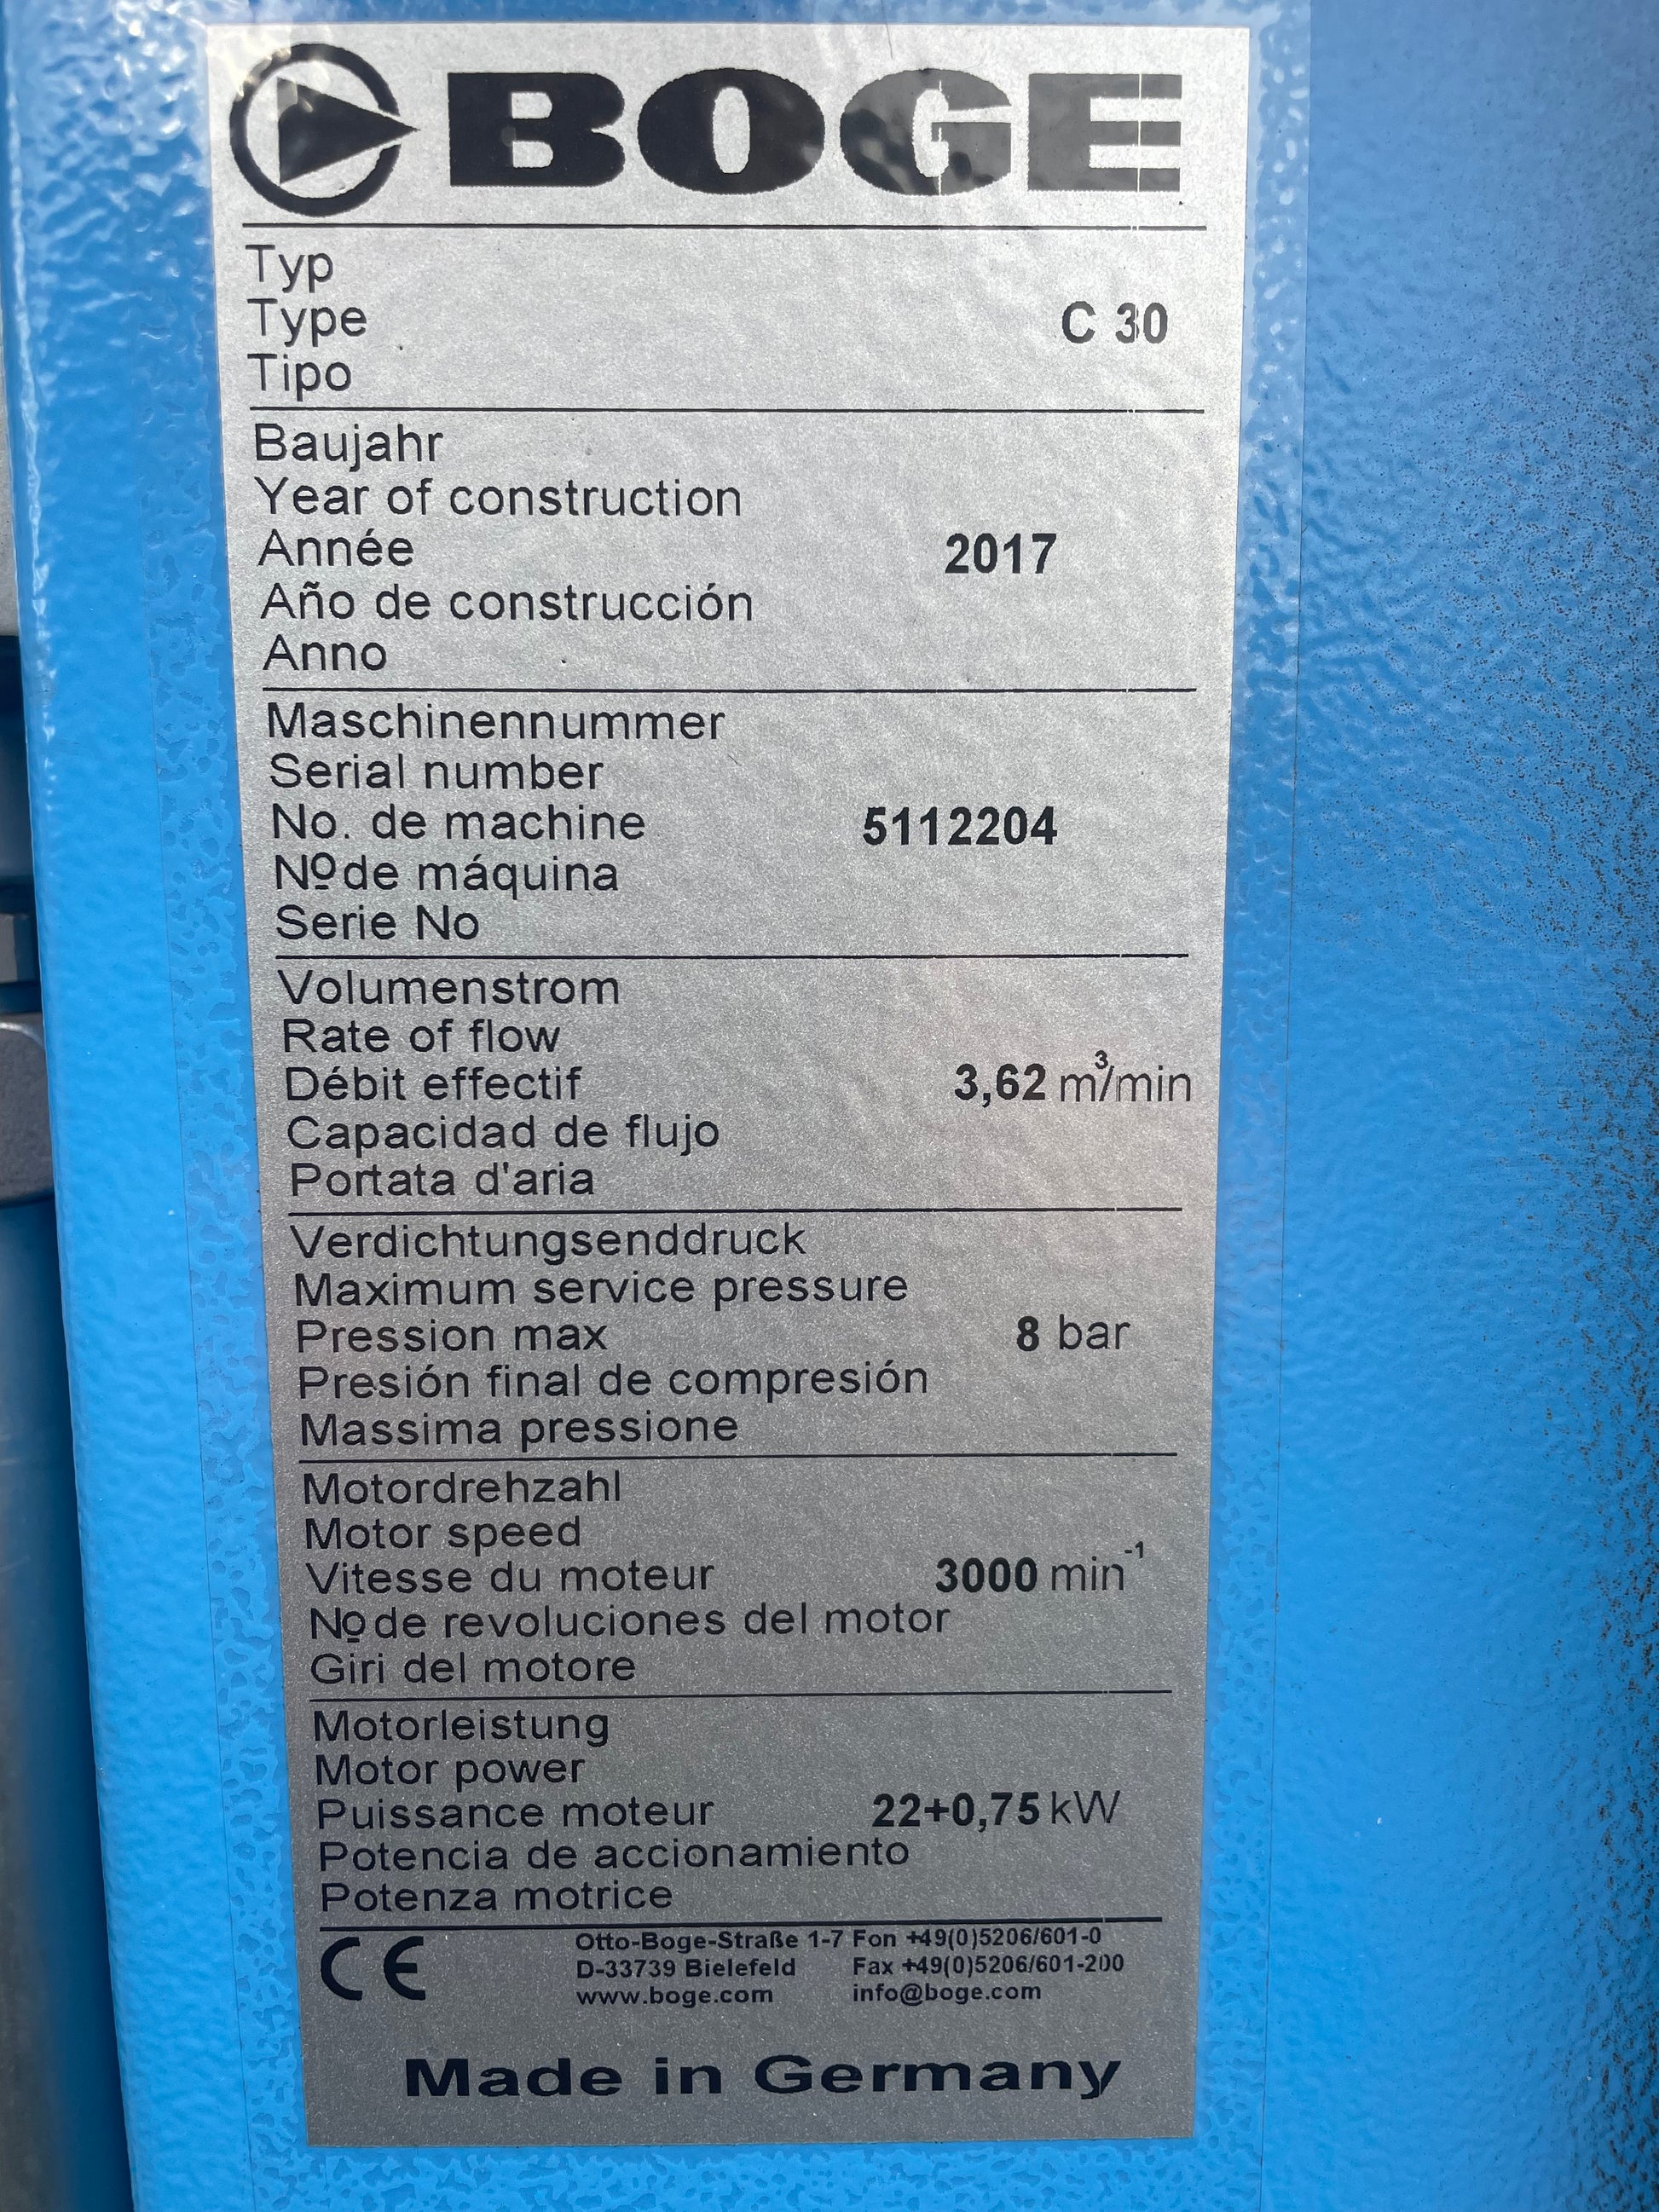 BOGE
Typ
Type C 30
Tipo
Baujahr
Year of construction
Année 2017
Año de construcción
Anno
Maschinennummer
Serial number
No. de machine 5112204
Nº de máquina
Serie No
Volumenstrom
Rate of flow
Débit effectif 3,62 m³/min
Capacidad de flujo
Portata d'aria
Verdichtungsenddruck
Maximum service pressure
Pression max 8 bar
Presión final de compresión
Massima pressione
Motordrehzahl
Motor speed
Vitesse du moteur 3000 min⁻¹
Nº de revoluciones del motor
Giri del motore
Motorleistung
Motor power
Puissance moteur 22+0,75 kW
Potencia de accionamiento
Potenza motrice
CE Otto-Boge-Straße 1-7 Fon +49(0)5206/601-0
D-33739 Bielefeld Fax +49(0)5206/601-200
www.boge.com info@boge.com
Made in Germany